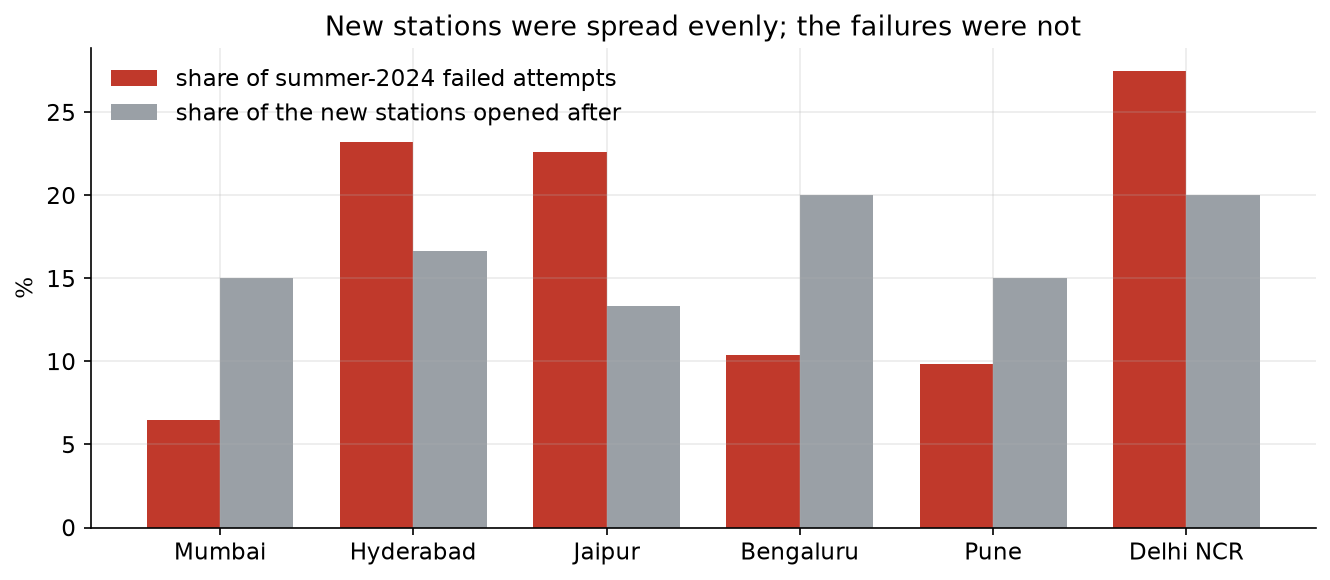 New stations were spread evenly; the failures were not
share of summer-2024 failed attempts
share of the new stations opened after
%
25
20
15
10
5
0
Mumbai Hyderabad Jaipur Bengaluru Pune Delhi NCR